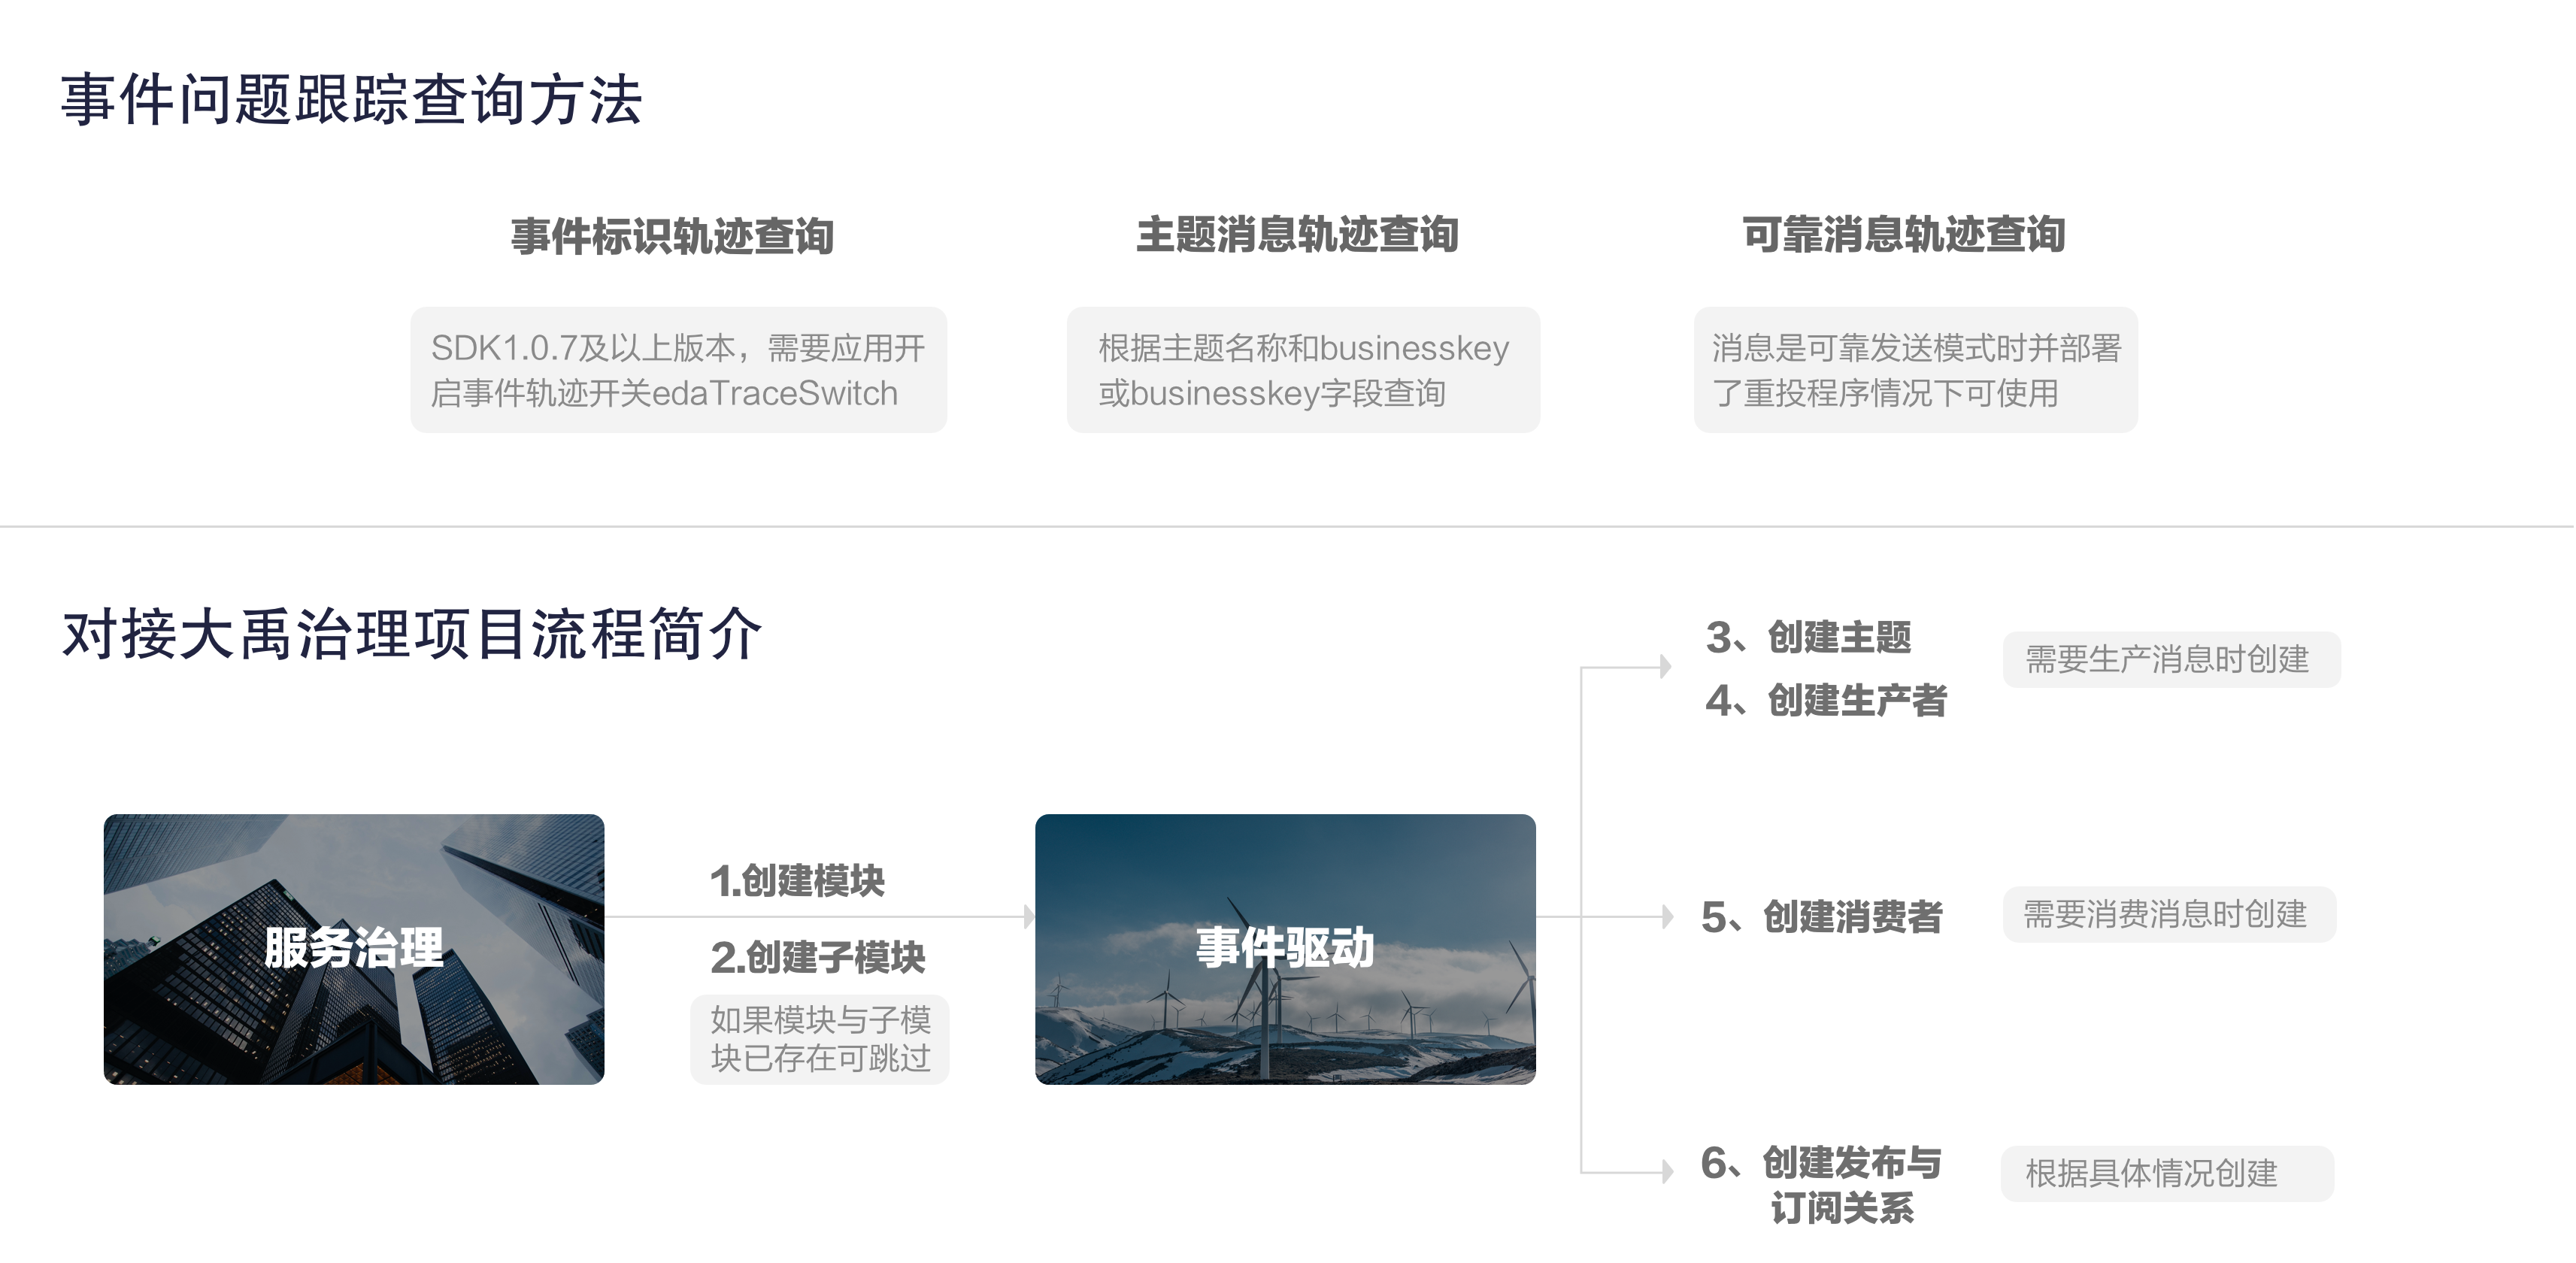 事件问题跟踪查询方法
事件标识轨迹查询
SDK1.0.7及以上版本，需要应用开
启事件轨迹开关edaTraceSwitch
主题消息轨迹查询
根据主题名称和businesskey
或businesskey字段查询
可靠消息轨迹查询
消息是可靠发送模式时并部署
了重投程序情况下可使用
对接大禹治理项目流程简介
服务治理
1.创建模块
2.创建子模块
如果模块与子模
块已存在可跳过
事件驱动
3、创建主题
4、创建生产者
需要生产消息时创建
5、创建消费者
需要消费消息时创建
6、创建发布与
订阅关系
根据具体情况创建